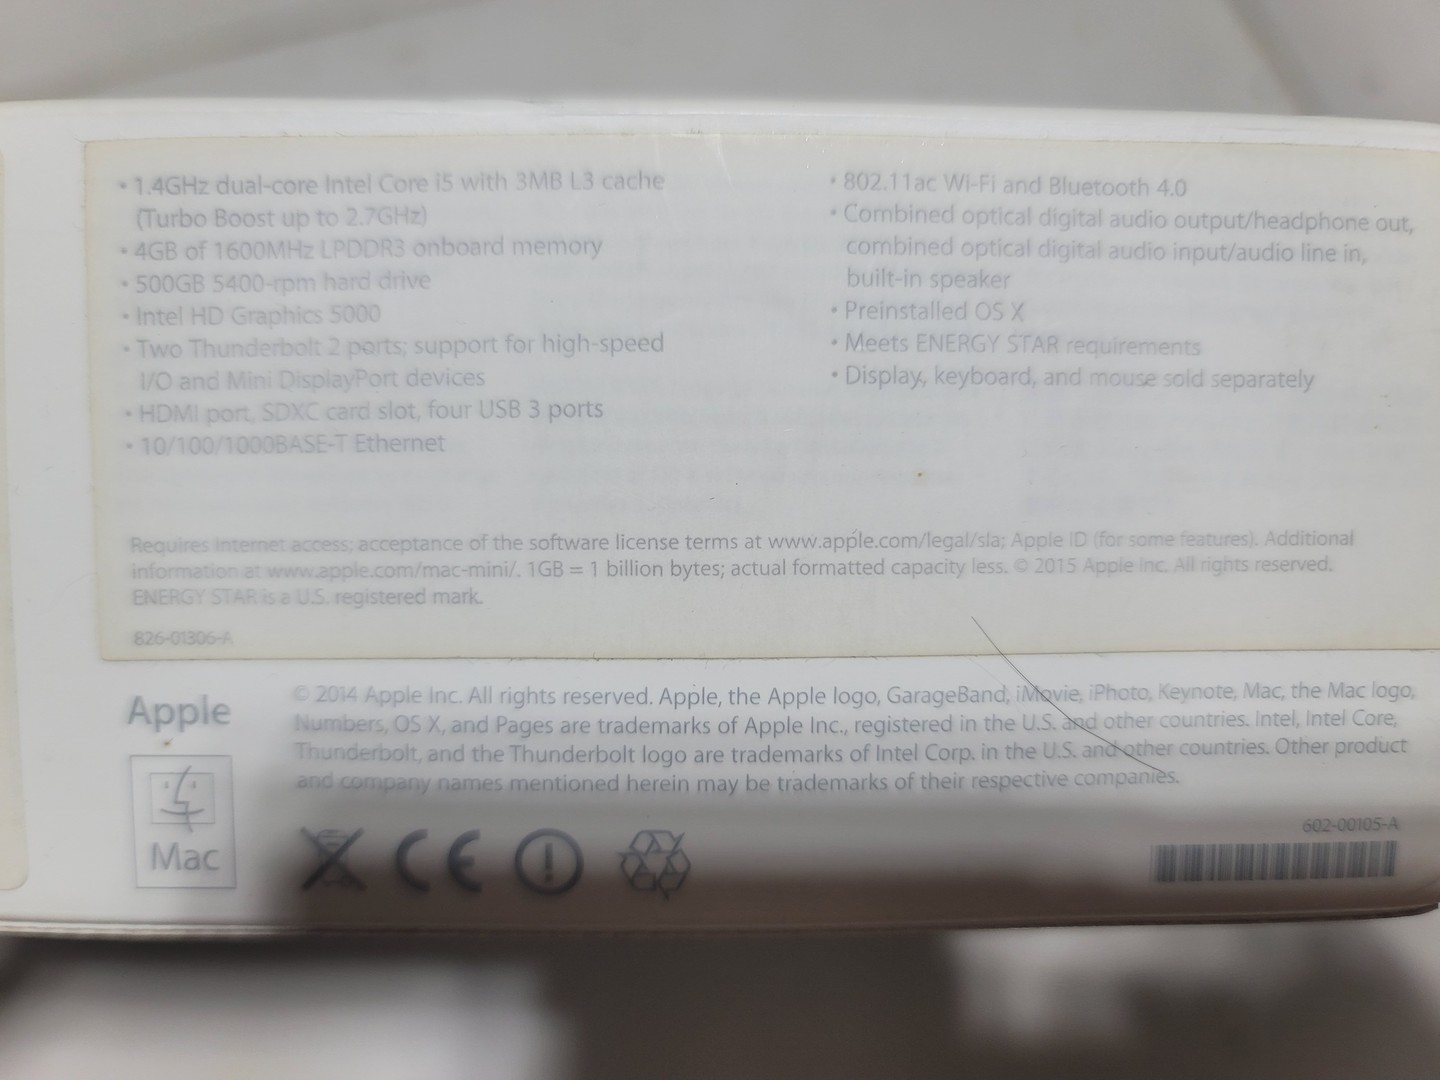 • 1.4GHz dual-core Intel Core i5 with 3MB L3 cache
(Turbo Boost up to 2.7GHz)
• 4GB of 1600MHz LPDDR3 onboard memory
• 500GB 5400-rpm hard drive
• Intel HD Graphics 5000
• Two Thunderbolt 2 ports; support for high-speed
I/O and Mini DisplayPort devices
• HDMI port, SDXC card slot, four USB 3 ports
• 10/100/1000BASE-T Ethernet
• 802.11ac Wi-Fi and Bluetooth 4.0
• Combined optical digital audio output/headphone out,
combined optical digital audio input/audio line in,
built-in speaker
• Preinstalled OS X
• Meets ENERGY STAR requirements
• Display, keyboard, and mouse sold separately
Requires Internet access; acceptance of the software license terms at www.apple.com/legal/sla; Apple ID (for some features). Additional
information at www.apple.com/mac-mini/. 1GB = 1 billion bytes; actual formatted capacity less. © 2015 Apple Inc. All rights reserved.
ENERGY STAR is a U.S. registered mark.
826-01306-A
Apple
Mac
© 2014 Apple Inc. All rights reserved. Apple, the Apple logo, GarageBand, iMovie, iPhoto, Keynote, Mac, the Mac logo,
Numbers, OS X, and Pages are trademarks of Apple Inc., registered in the U.S. and other countries. Intel, Intel Core,
Thunderbolt, and the Thunderbolt logo are trademarks of Intel Corp. in the U.S. and other countries. Other product
and company names mentioned herein may be trademarks of their respective companies.
CE
602-00105-A